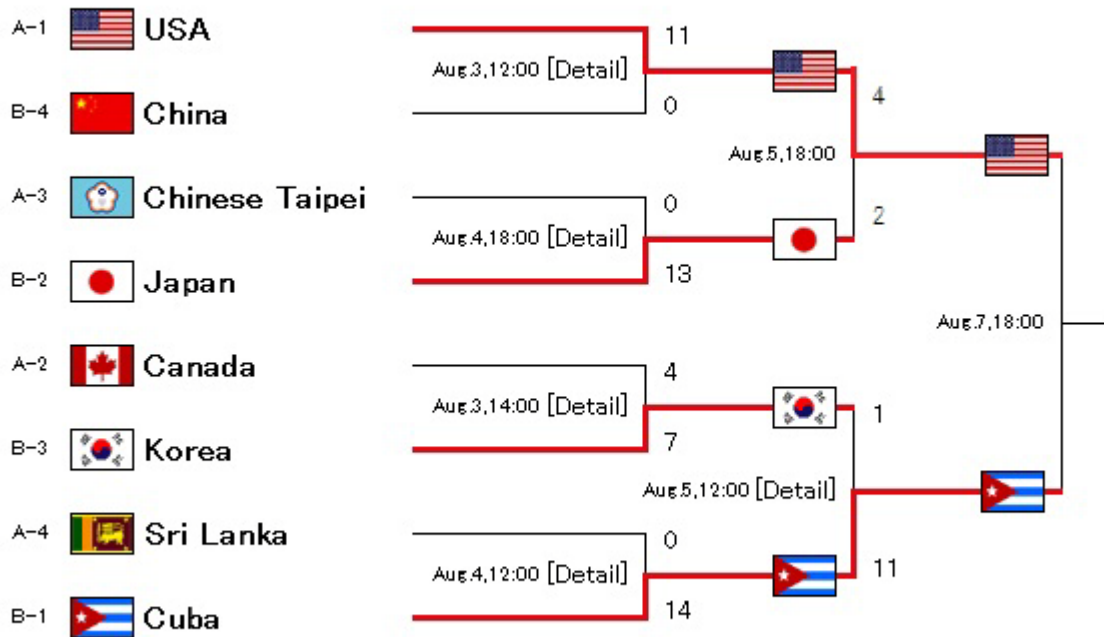 A-1 USA 11
Aug.3,12:00 [Detail]
B-4 China 0
4
Aug.5,18:00
A-3 Chinese Taipei 0
2
Aug.4,18:00 [Detail]
B-2 Japan 13
Aug.7,18:00
A-2 Canada 4
Aug.3,14:00 [Detail]
1
B-3 Korea 7
Aug.5,12:00 [Detail]
A-4 Sri Lanka 0
11
Aug.4,12:00 [Detail]
B-1 Cuba 14